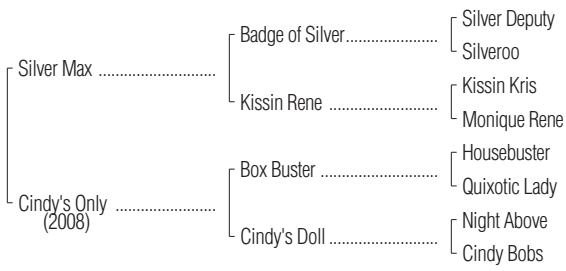 Silver Deputy
Badge of Silver......................
Silveroo
Silver Max ............................
Kissin Kris
Kissin Rene ..........................
Monique Rene
Housebuster
Box Buster ............................
Quixotic Lady
Cindy's Only ........................
(2008)
Night Above
Cindy's Doll ..........................
Cindy Bobs